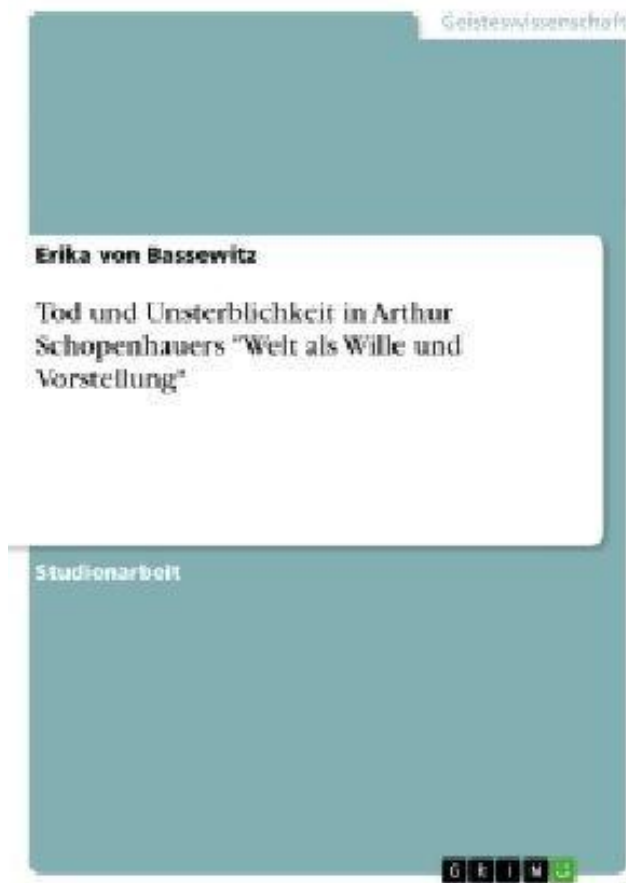 Geisteswissenschaft
Erika von Bassewitz
Tod und Unsterblichkeit in Arthur
Schopenhauers "Welt als Wille und
Vorstellung"
Studienarbeit
GRIN